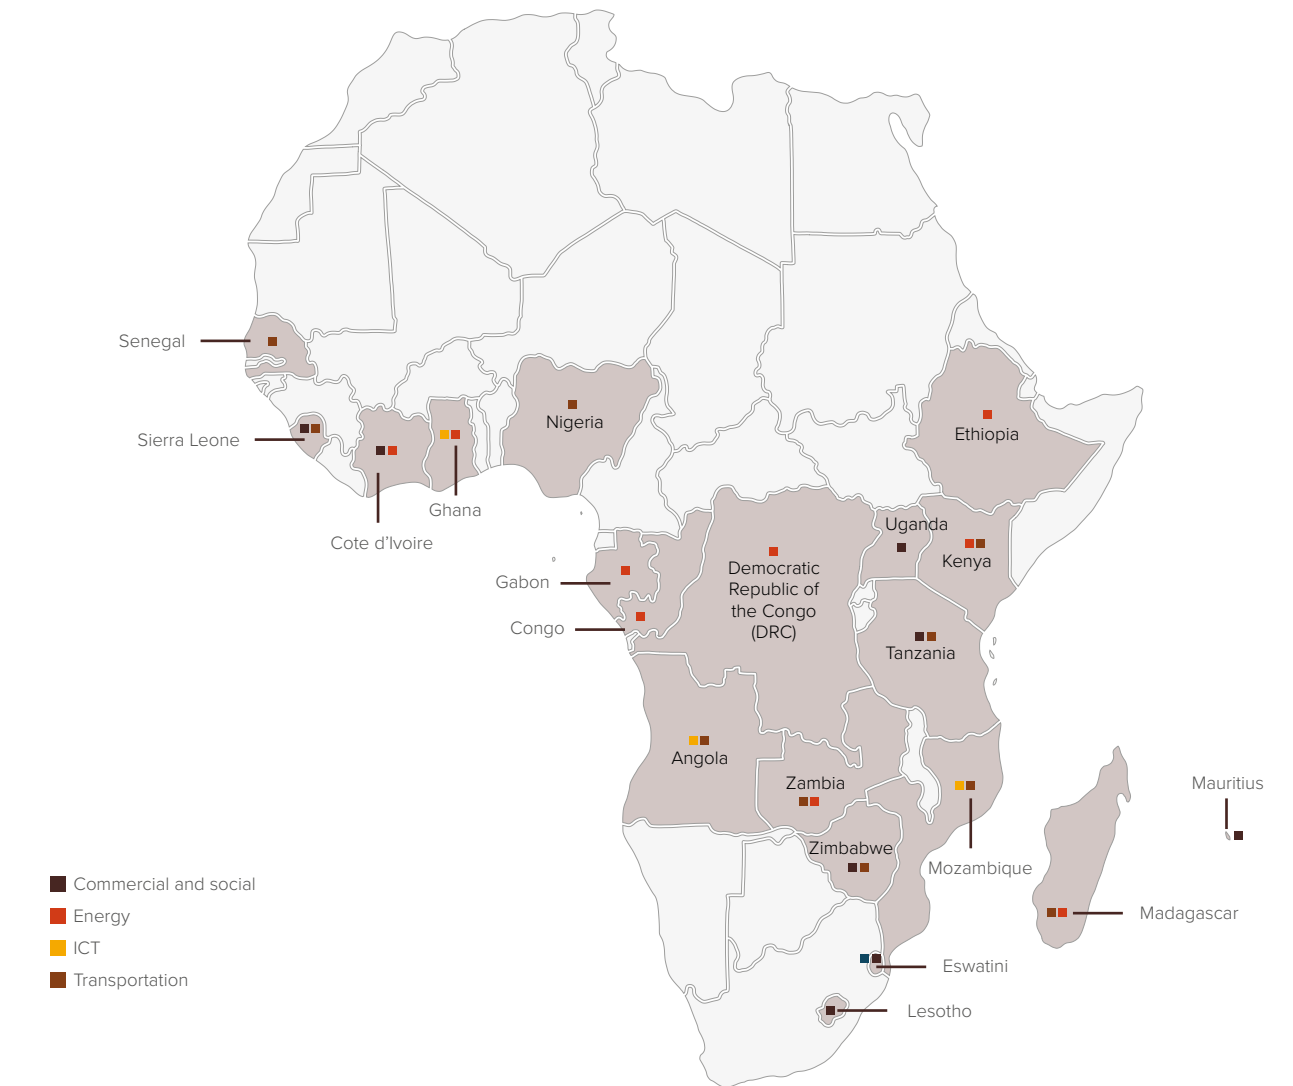 Senegal
Sierra Leone
Cote d’Ivoire
Ghana
Nigeria
Ethiopia
Uganda
Kenya
Gabon
Congo
Democratic
Republic of
the Congo
(DRC)
Tanzania
Angola
Zambia
Zimbabwe
Mozambique
Mauritius
Madagascar
Eswatini
Lesotho
Commercial and social
Energy
ICT
Transportation